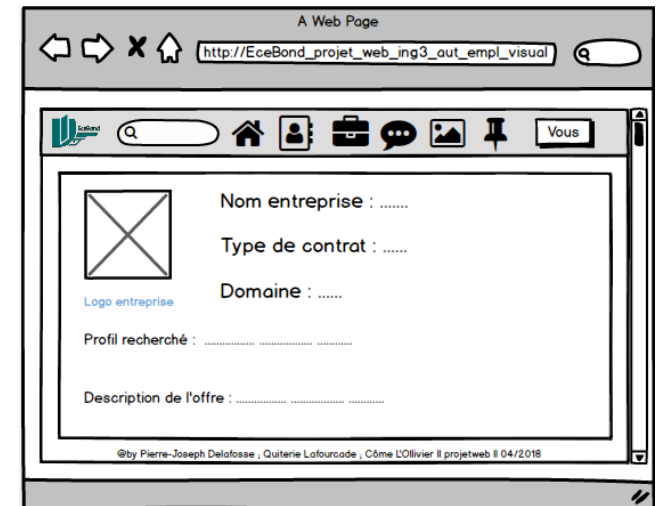 A Web Page
http://EceBond_projet_web_ing3_aut_empl_visual
EceBond
Vous
Nom entreprise : .......
Type de contrat : ......
Domaine : ......
Logo entreprise
Profil recherché : ................. .................. ............
Description de l'offre : ................. .................. ............
@by Pierre-Joseph Delafosse ; Quiterie Lafourcade ; Côme L'Ollivier II projetweb II 04/2018